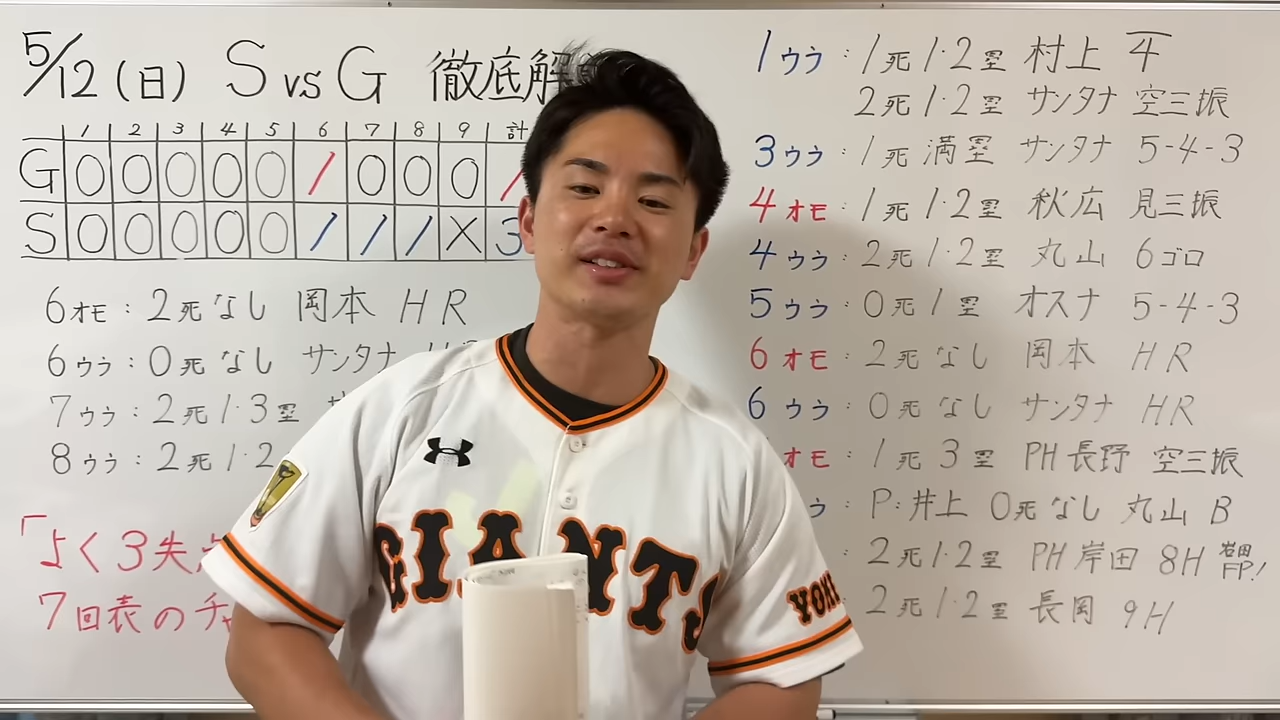 5/12(日) S vs G 徹底解
1 2 3 4 5 6 7 8 9 計
G 0 0 0 0 0 1 0 0 0 1
S 0 0 0 0 0 1 1 1 X 3
6オモ:2死なし 岡本 HR
6ウラ:0死なし サンタナ HR
7ウラ:2死1・3塁
8ウラ:2死1・2
「よく3失点
7回表のチャ
1ウラ:1死1・2塁 村上 4
2死1・2塁 サンタナ 空三振
3ウラ:1死満塁 サンタナ 5-4-3
4オモ:1死1・2塁 秋広 見三振
4ウラ:2死1・2塁 丸山 6ゴロ
5ウラ:0死1塁 オスナ 5-4-3
6オモ:2死なし 岡本 HR
6ウラ:0死なし サンタナ HR
オモ:1死3塁 PH長野 空三振
P:井上 0死なし 丸山 B
:2死1・2塁 PH岸田 8H 岩田FP!
2死1・2塁 長岡 9H
GIANTS
YOK